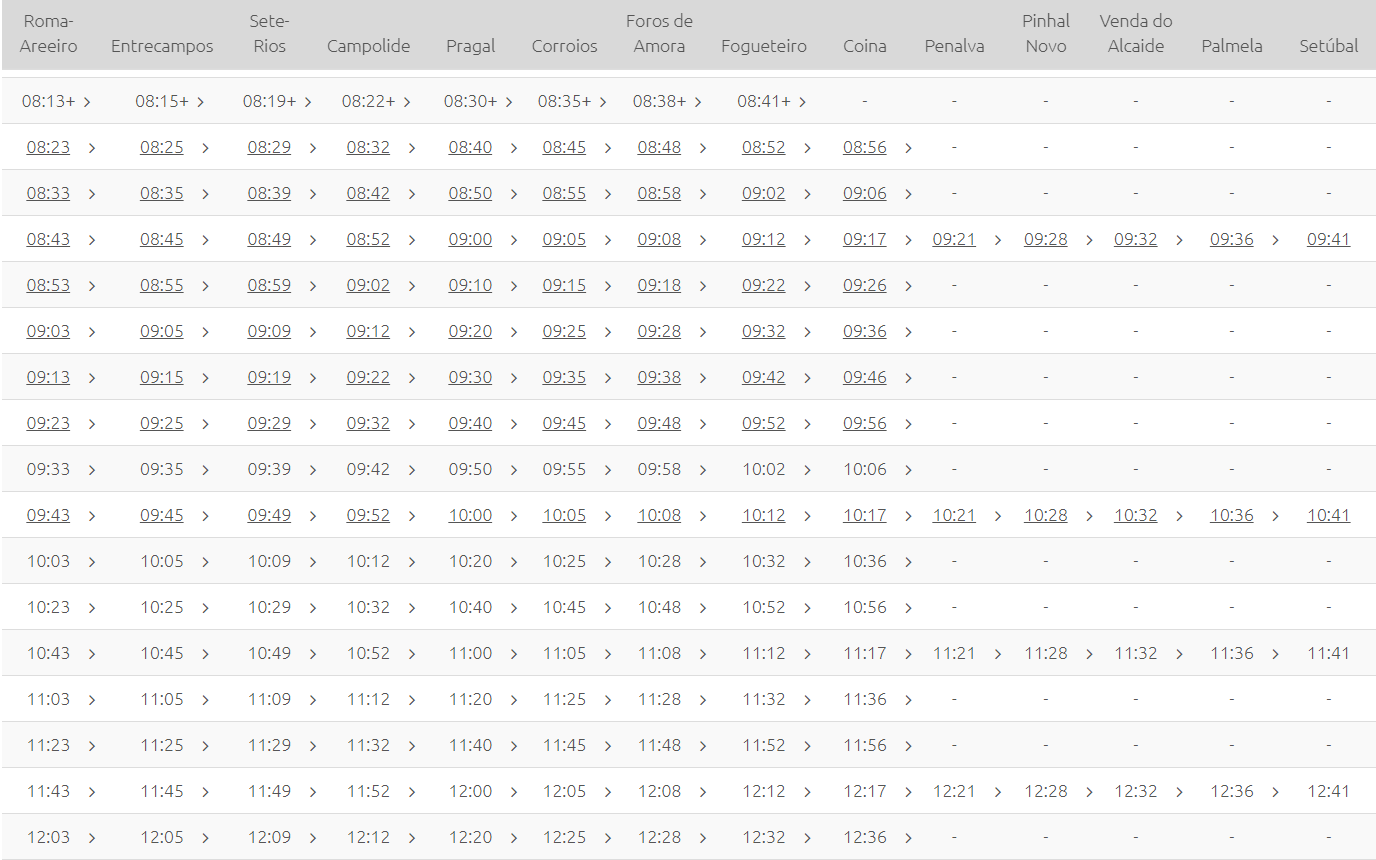 Roma-Areeiro Entrecampos Sete-Rios Campolide Pragal Corroios Foros de Amora Fogueteiro Coina Penalva Pinhal Novo Venda do Alcaide Palmela Setúbal
08:13+ > 08:15+ > 08:19+ > 08:22+ > 08:30+ > 08:35+ > 08:38+ > 08:41+ > - - - - - -
08:23 > 08:25 > 08:29 > 08:32 > 08:40 > 08:45 > 08:48 > 08:52 > 08:56 > - - - - -
08:33 > 08:35 > 08:39 > 08:42 > 08:50 > 08:55 > 08:58 > 09:02 > 09:06 > - - - - -
08:43 > 08:45 > 08:49 > 08:52 > 09:00 > 09:05 > 09:08 > 09:12 > 09:17 > 09:21 > 09:28 > 09:32 > 09:36 > 09:41
08:53 > 08:55 > 08:59 > 09:02 > 09:10 > 09:15 > 09:18 > 09:22 > 09:26 > - - - - -
09:03 > 09:05 > 09:09 > 09:12 > 09:20 > 09:25 > 09:28 > 09:32 > 09:36 > - - - - -
09:13 > 09:15 > 09:19 > 09:22 > 09:30 > 09:35 > 09:38 > 09:42 > 09:46 > - - - - -
09:23 > 09:25 > 09:29 > 09:32 > 09:40 > 09:45 > 09:48 > 09:52 > 09:56 > - - - - -
09:33 > 09:35 > 09:39 > 09:42 > 09:50 > 09:55 > 09:58 > 10:02 > 10:06 > - - - - -
09:43 > 09:45 > 09:49 > 09:52 > 10:00 > 10:05 > 10:08 > 10:12 > 10:17 > 10:21 > 10:28 > 10:32 > 10:36 > 10:41
10:03 > 10:05 > 10:09 > 10:12 > 10:20 > 10:25 > 10:28 > 10:32 > 10:36 > - - - - -
10:23 > 10:25 > 10:29 > 10:32 > 10:40 > 10:45 > 10:48 > 10:52 > 10:56 > - - - - -
10:43 > 10:45 > 10:49 > 10:52 > 11:00 > 11:05 > 11:08 > 11:12 > 11:17 > 11:21 > 11:28 > 11:32 > 11:36 > 11:41
11:03 > 11:05 > 11:09 > 11:12 > 11:20 > 11:25 > 11:28 > 11:32 > 11:36 > - - - - -
11:23 > 11:25 > 11:29 > 11:32 > 11:40 > 11:45 > 11:48 > 11:52 > 11:56 > - - - - -
11:43 > 11:45 > 11:49 > 11:52 > 12:00 > 12:05 > 12:08 > 12:12 > 12:17 > 12:21 > 12:28 > 12:32 > 12:36 > 12:41
12:03 > 12:05 > 12:09 > 12:12 > 12:20 > 12:25 > 12:28 > 12:32 > 12:36 > - - - - -